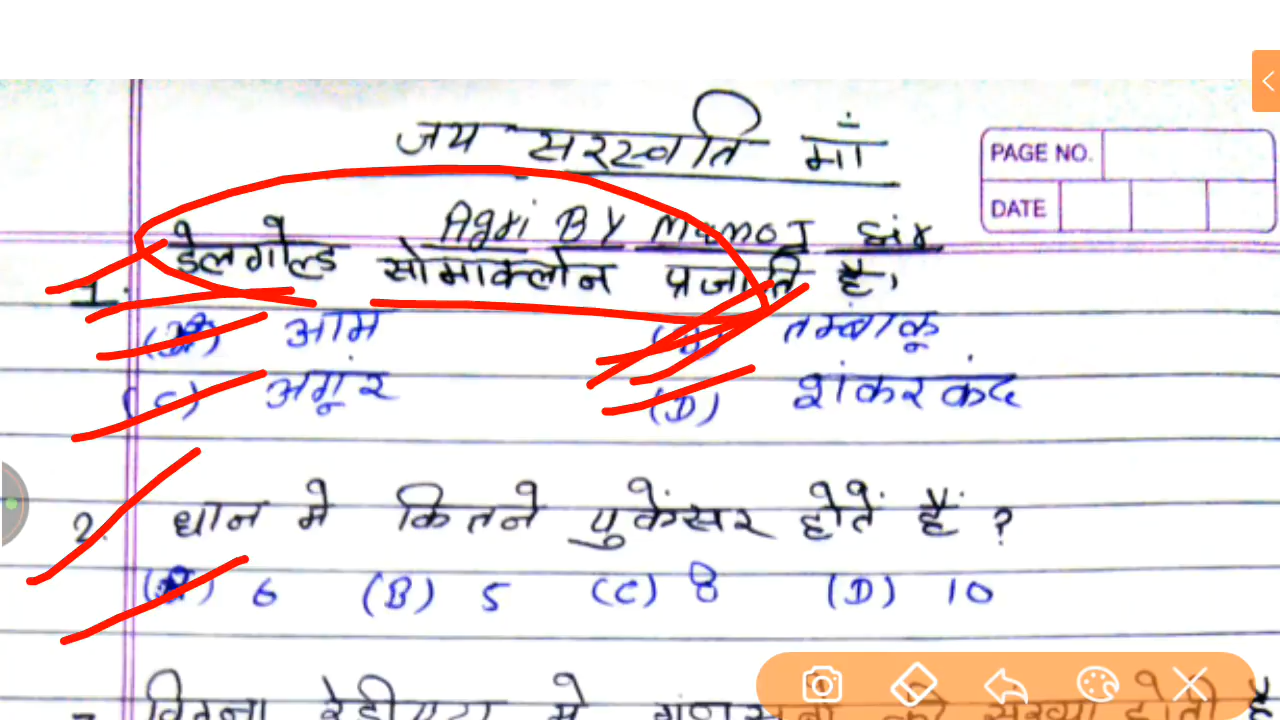 जय सरस्वति माँ
PAGE NO.
DATE
Agri BY Manoj Sir
1. डेलगोल्ड सोमाक्लोन प्रजाति है।
(A) आम (B) तम्बाकू
(C) अगूंर (D) शंकरकंद
2. धान मे कितने पुकेंसर होते हैं ?
(A) 6 (B) 5 (C) 8 (D) 10